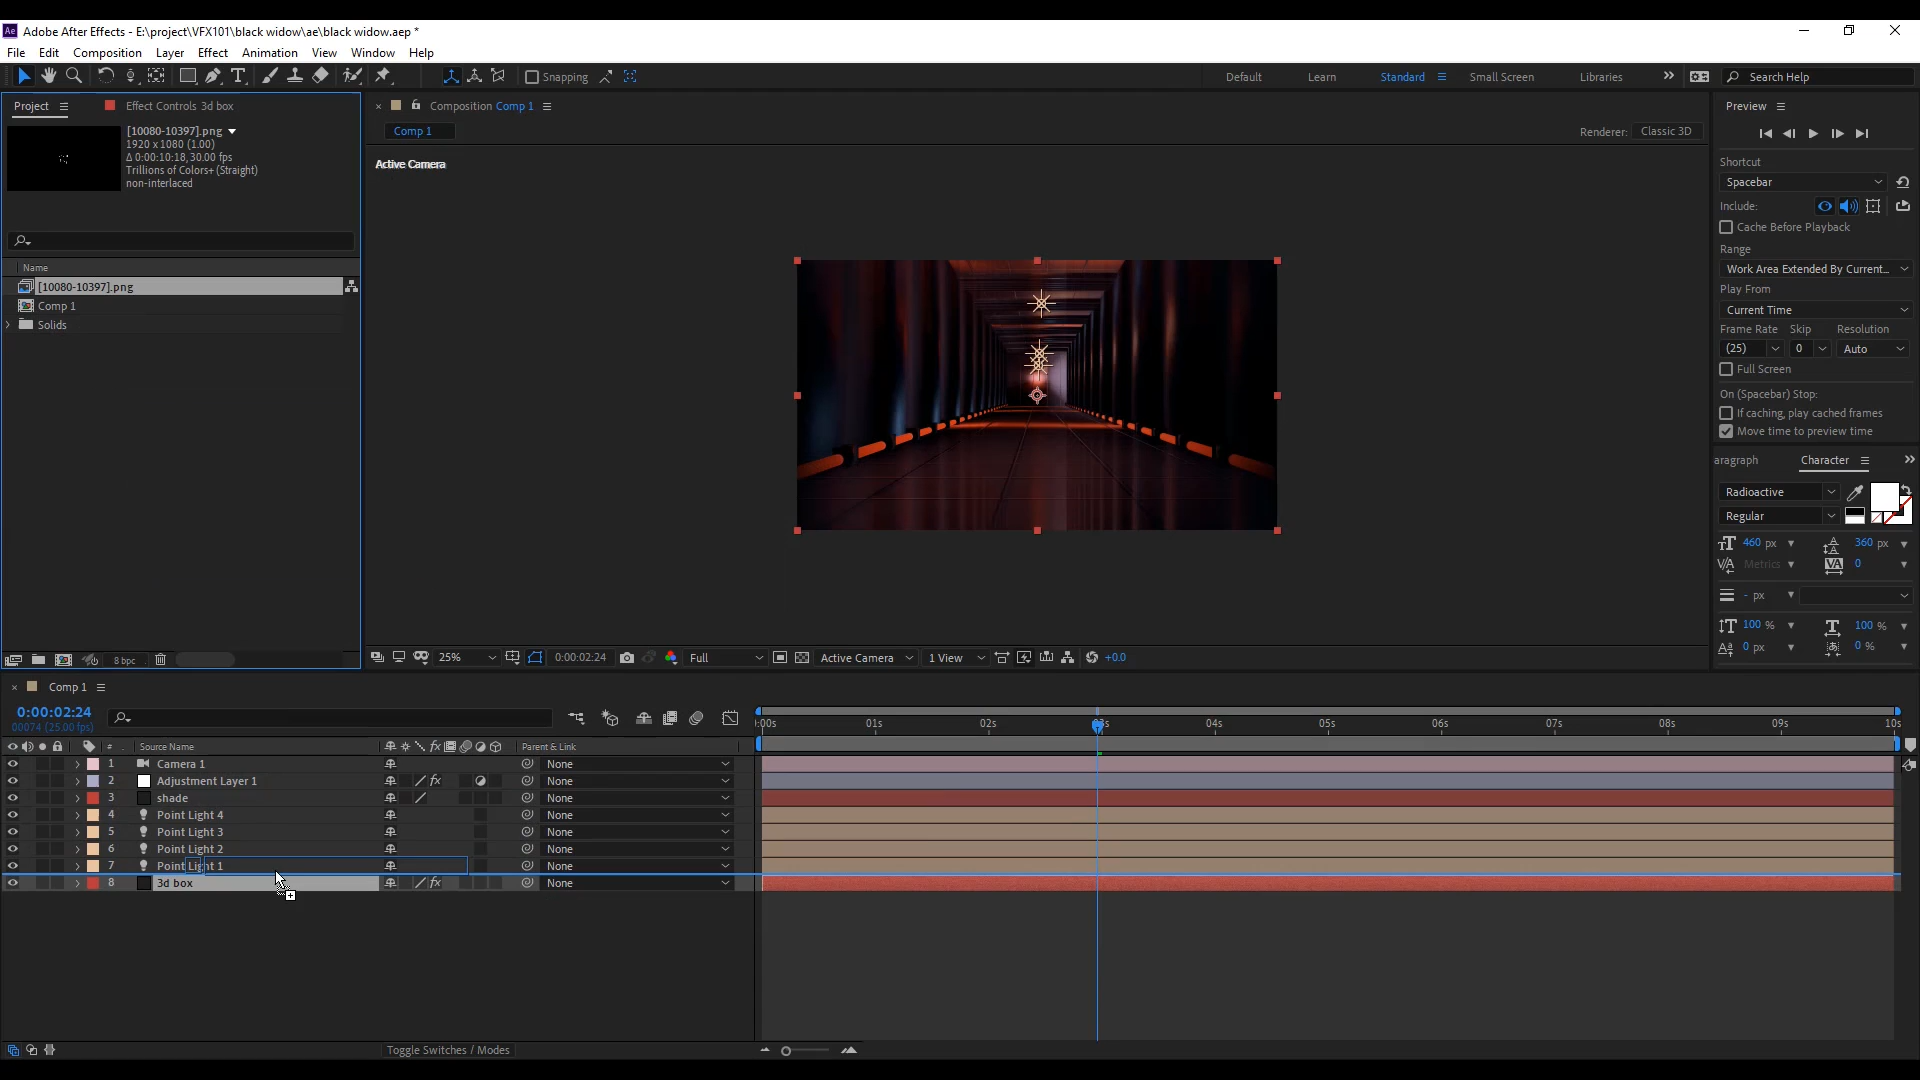 Adobe After Effects - E:\project\VFX101\black widow\ae\black widow.aep *
File Edit Composition Layer Effect Animation View Window Help
Snapping
Default Learn Standard Small Screen Libraries
Search Help
Project
Effect Controls 3d box
[10080-10397].png
1920 x 1080 (1.00)
Δ 0:00:10:18, 30.00 fps
Trillions of Colors+ (Straight)
non-interlaced
Name
[10080-10397].png
Comp 1
Solids
8 bpc
Composition Comp 1
Comp 1
Renderer: Classic 3D
Active Camera
25%
0:00:02:24
Full
Active Camera
1 View
+0.0
Preview
Shortcut
Spacebar
Include:
Cache Before Playback
Range
Work Area Extended By Current...
Play From
Current Time
Frame Rate Skip Resolution
(25) 0 Auto
Full Screen
On (Spacebar) Stop:
If caching, play cached frames
Move time to preview time
aragraph Character
Radioactive
Regular
460 px 360 px
Metrics 0
- px
100 % 100 %
0 px 0 %
Comp 1
0:00:02:24
00074 (25.00 fps)
# Source Name Parent & Link
1 Camera 1 None
2 Adjustment Layer 1 None
3 shade None
4 Point Light 4 None
5 Point Light 3 None
6 Point Light 2 None
7 Point Light 1 None
8 3d box None
:00s 01s 02s 3s 04s 05s 06s 07s 08s 09s 10s
Toggle Switches / Modes